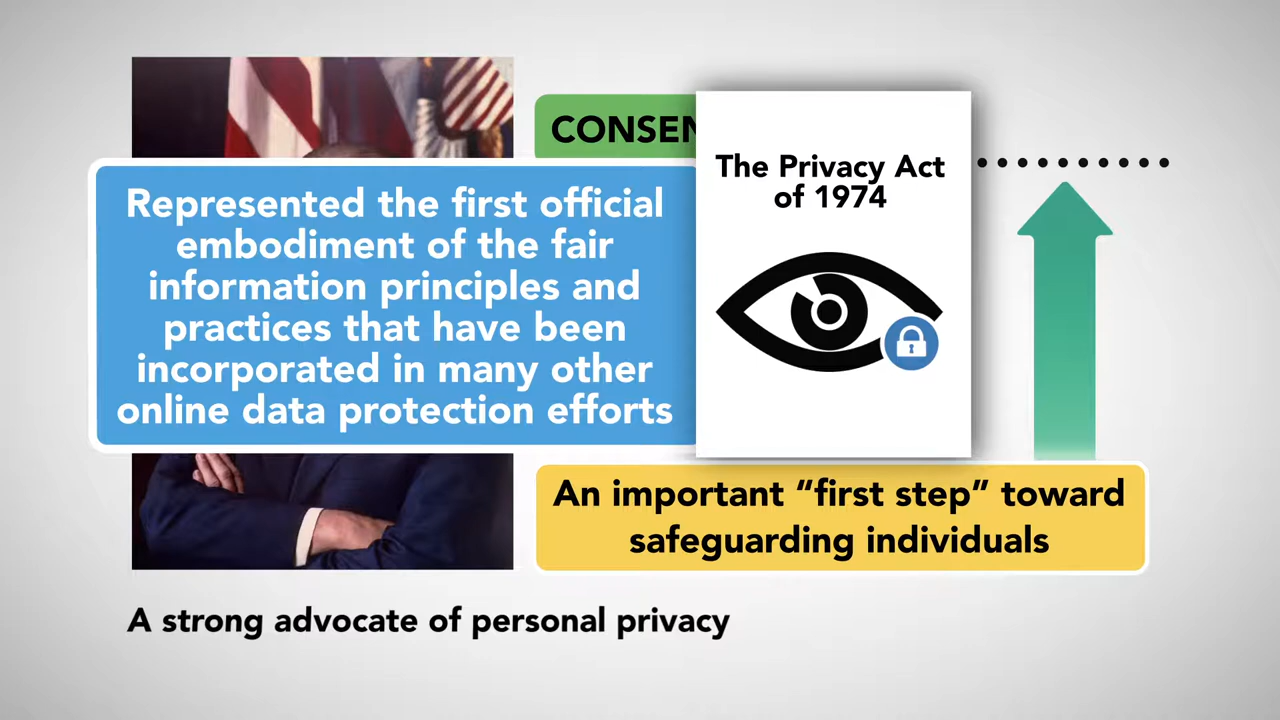 CONSEN
The Privacy Act
of 1974
Represented the first official
embodiment of the fair
information principles and
practices that have been
incorporated in many other
online data protection efforts
An important “first step” toward
safeguarding individuals
A strong advocate of personal privacy